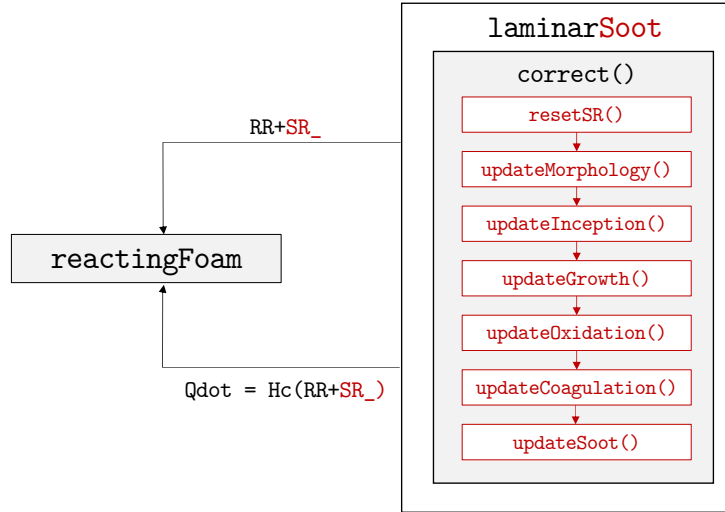 laminarSoot
correct()
resetSR()
updateMorphology()
updateInception()
updateGrowth()
updateOxidation()
updateCoagulation()
updateSoot()
RR+SR_
reactingFoam
Qdot = Hc(RR+SR_)